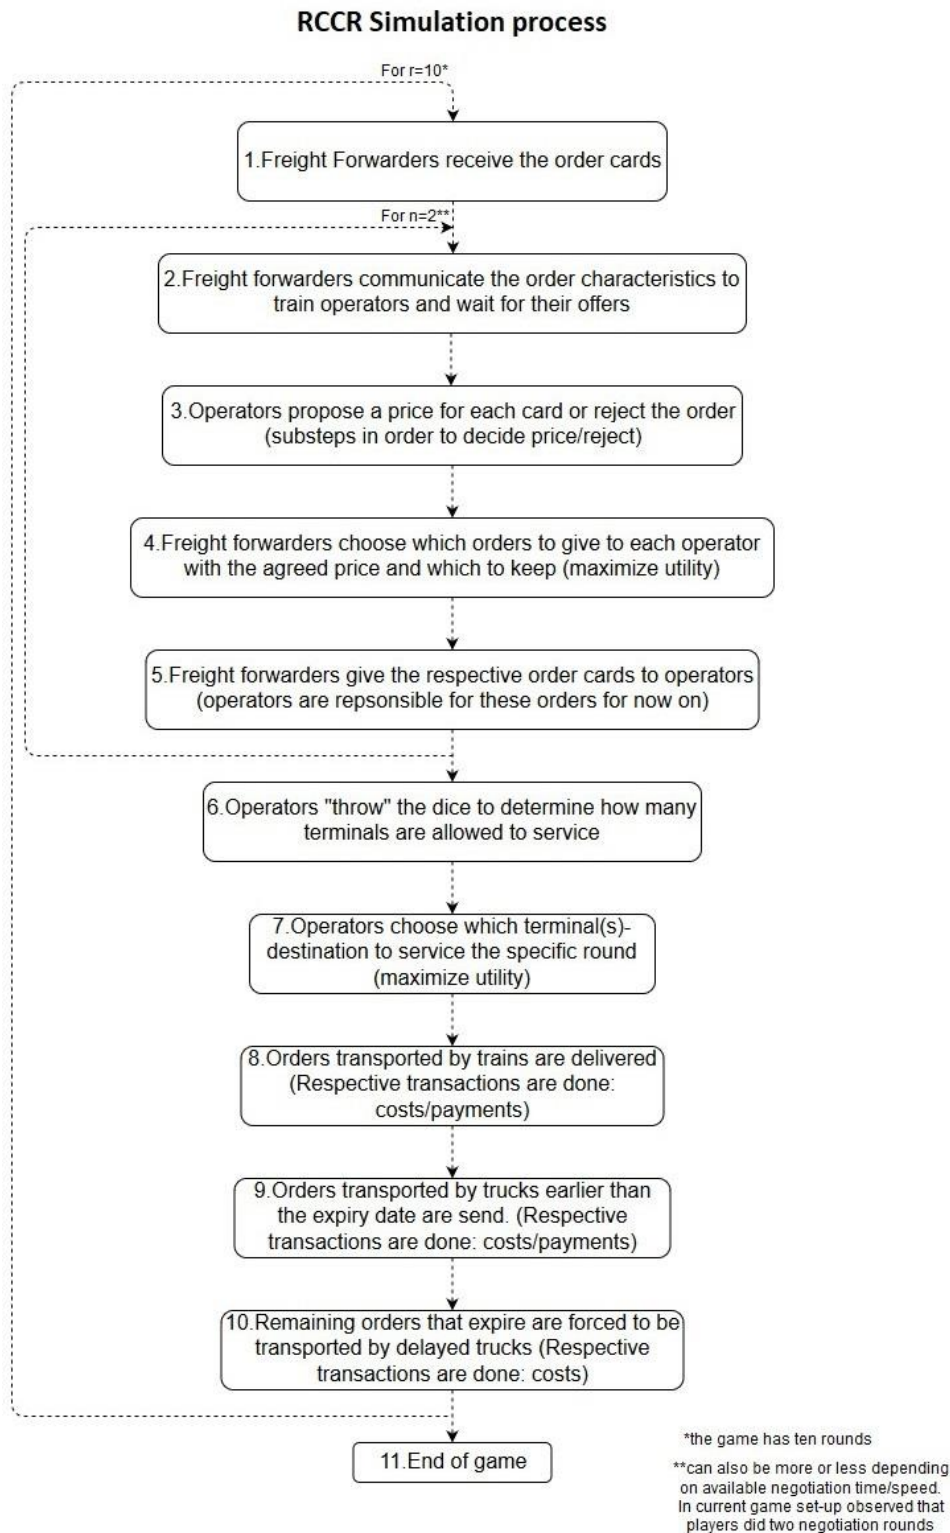 RCCR Simulation process
For r=10*
1.Freight Forwarders receive the order cards
For n=2**
2.Freight forwarders communicate the order characteristics to
train operators and wait for their offers
3.Operators propose a price for each card or reject the order
(substeps in order to decide price/reject)
4.Freight forwarders choose which orders to give to each operator
with the agreed price and which to keep (maximize utility)
5.Freight forwarders give the respective order cards to operators
(operators are repsonsible for these orders for now on)
6.Operators "throw" the dice to determine how many
terminals are allowed to service
7.Operators choose which terminal(s)-
destination to service the specific round
(maximize utility)
8.Orders transported by trains are delivered
(Respective transactions are done:
costs/payments)
9.Orders transported by trucks earlier than
the expiry date are send. (Respective
transactions are done: costs/payments)
10.Remaining orders that expire are forced to be
transported by delayed trucks (Respective
transactions are done: costs)
11.End of game
*the game has ten rounds
**can also be more or less depending
on available negotiation time/speed.
In current game set-up observed that
players did two negotiation rounds